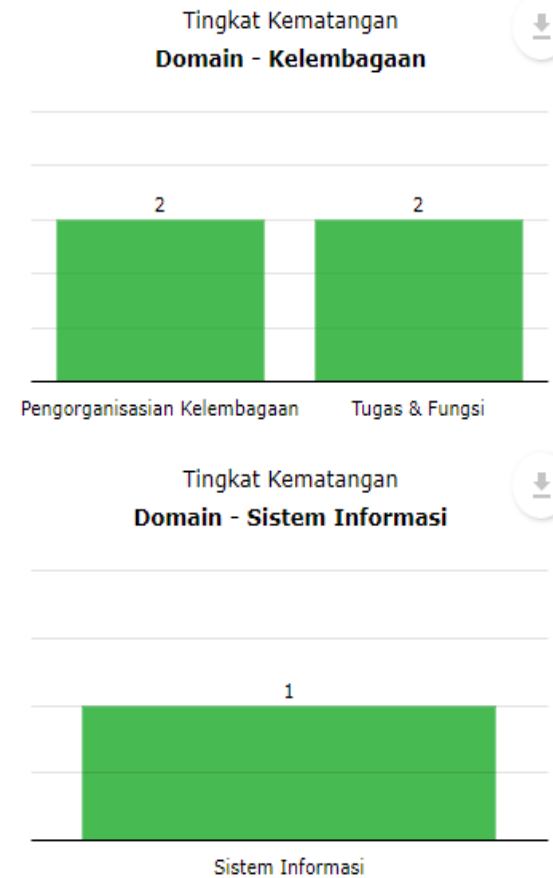 Tingkat Kematangan
Domain - Kelembagaan
2 2
Pengorganisasian Kelembagaan Tugas & Fungsi
Tingkat Kematangan
Domain - Sistem Informasi
1
Sistem Informasi